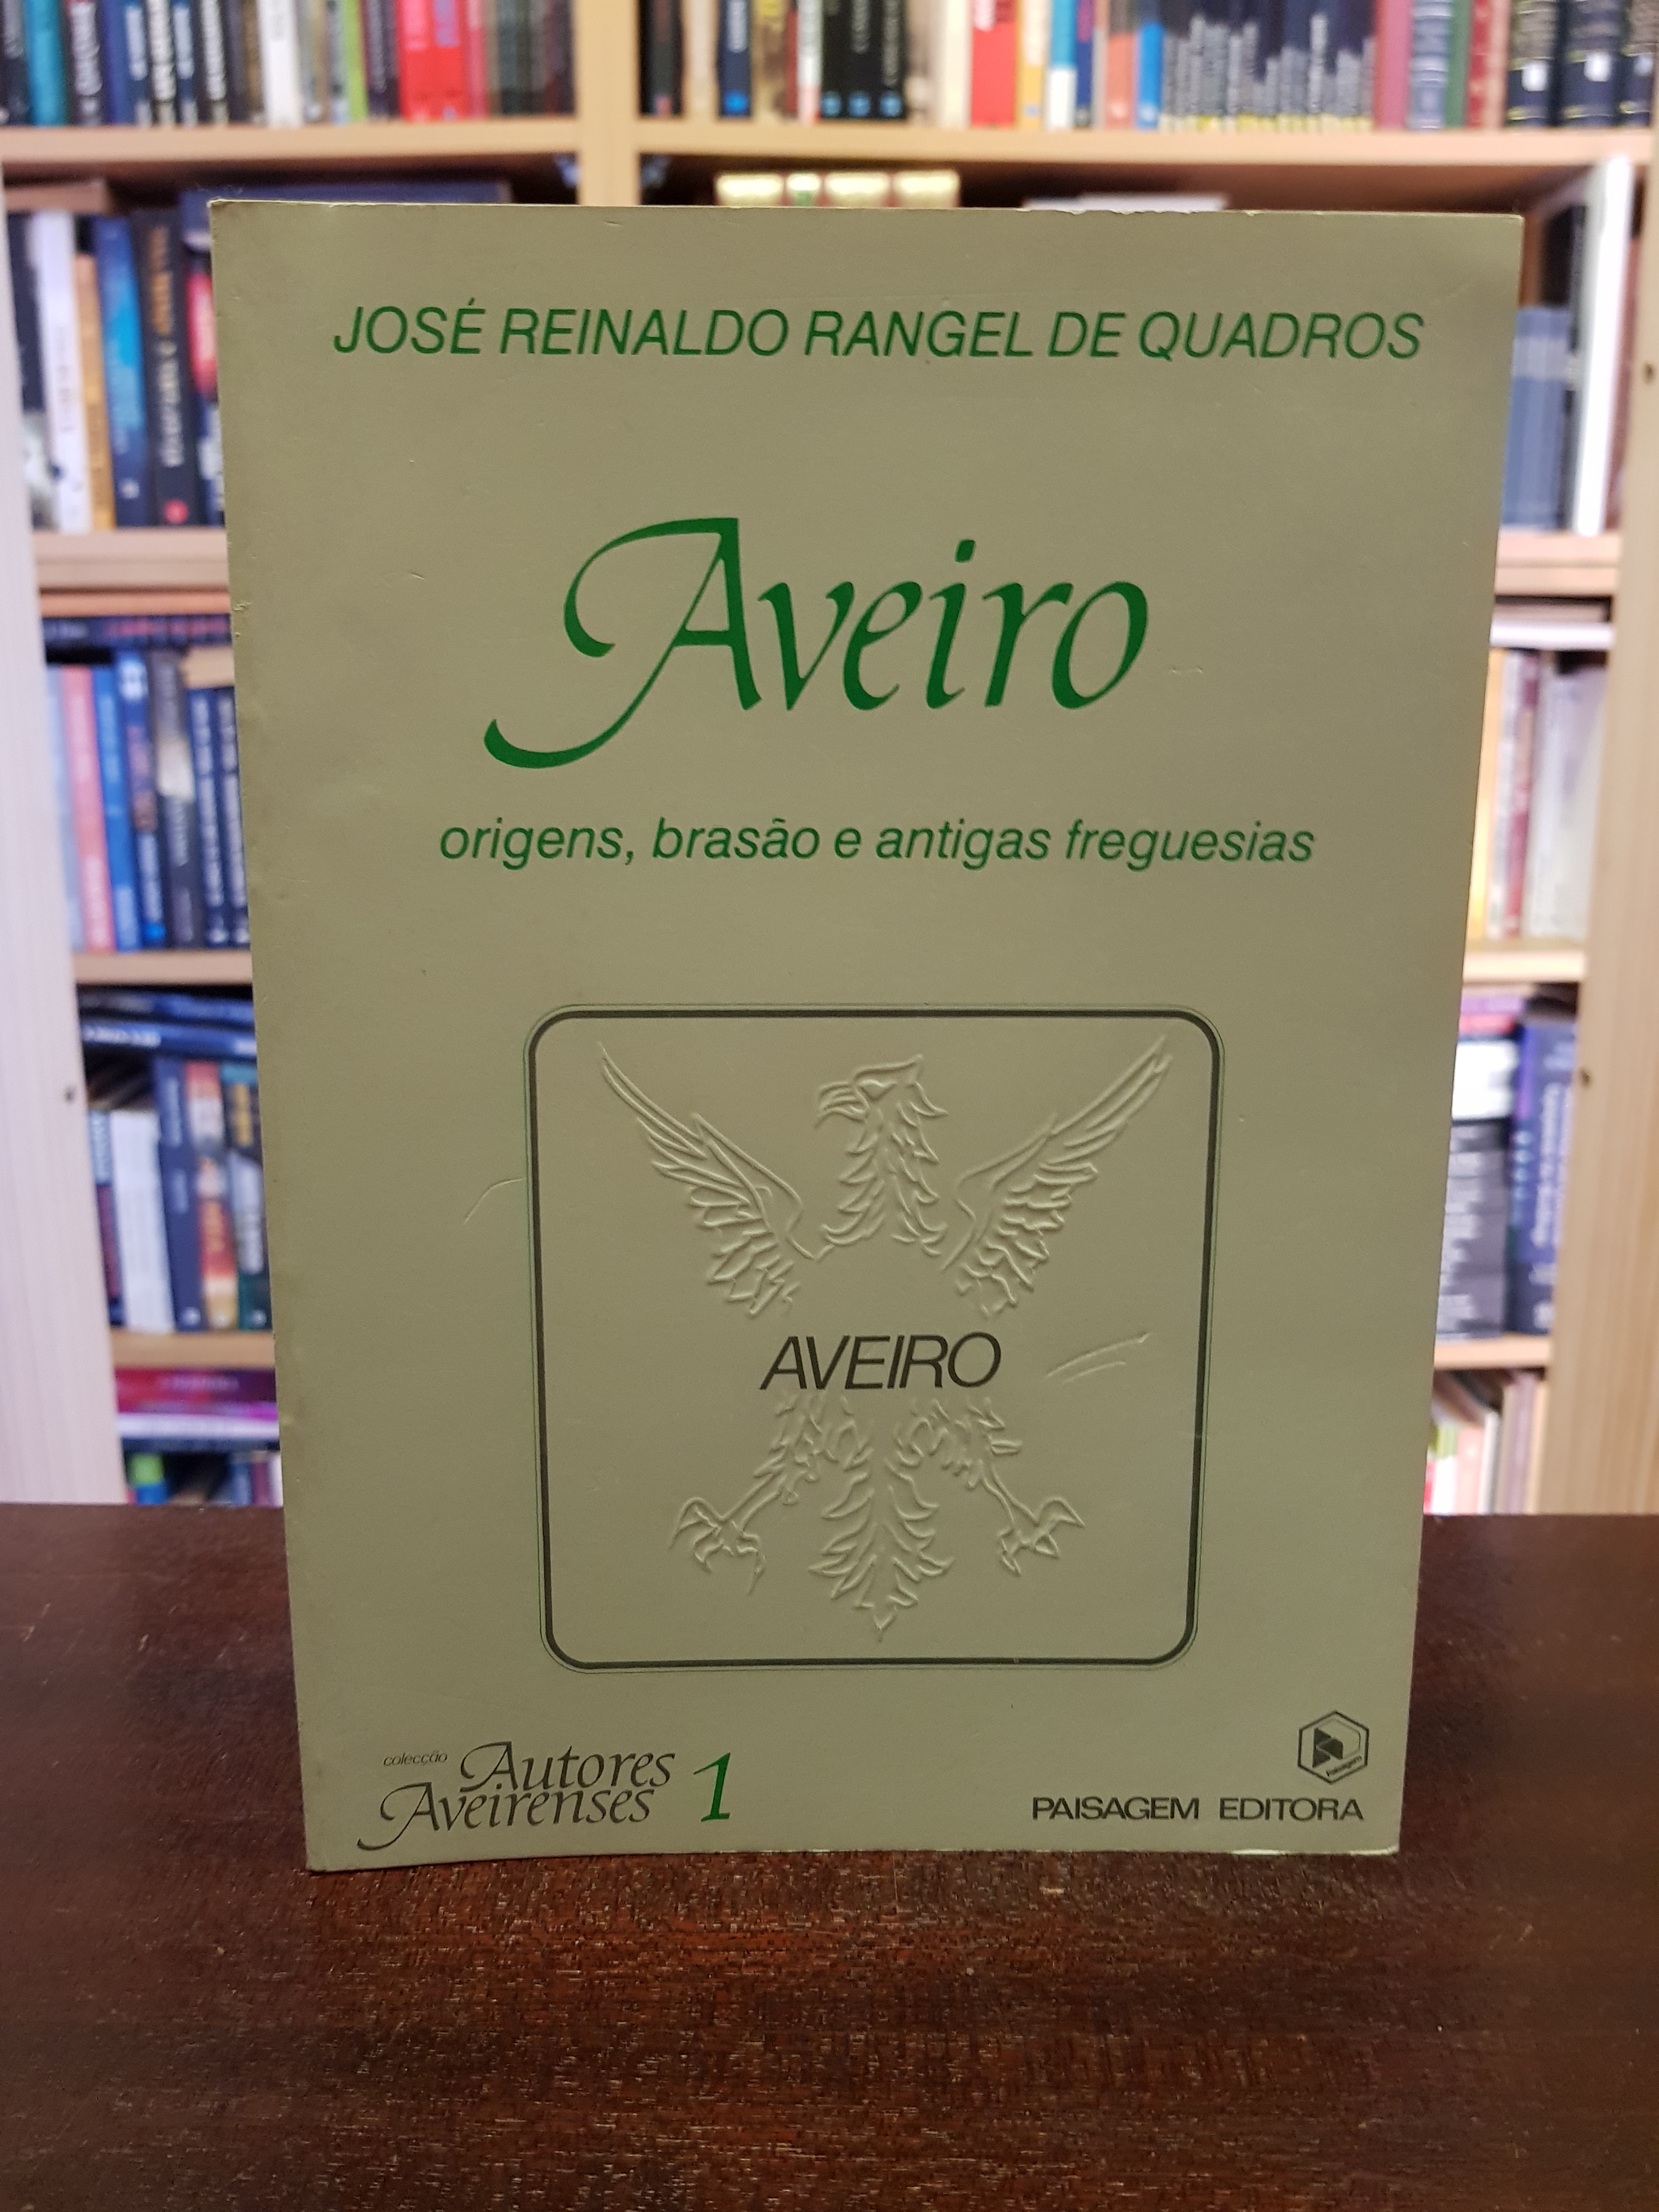 JOSÉ REINALDO RANGEL DE QUADROS
Aveiro
origens, brasão e antigas freguesias
AVEIRO
colecção Autores
Aveirenses 1
PAISAGEM EDITORA